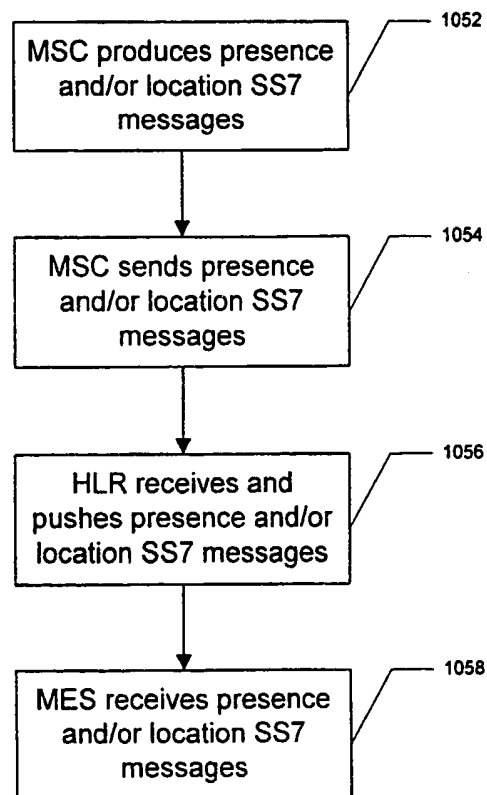 1052
MSC produces presence
and/or location SS7
messages
1054
MSC sends presence
and/or location SS7
messages
1056
HLR receives and
pushes presence and/or
location SS7 messages
1058
MES receives presence
and/or location SS7
messages